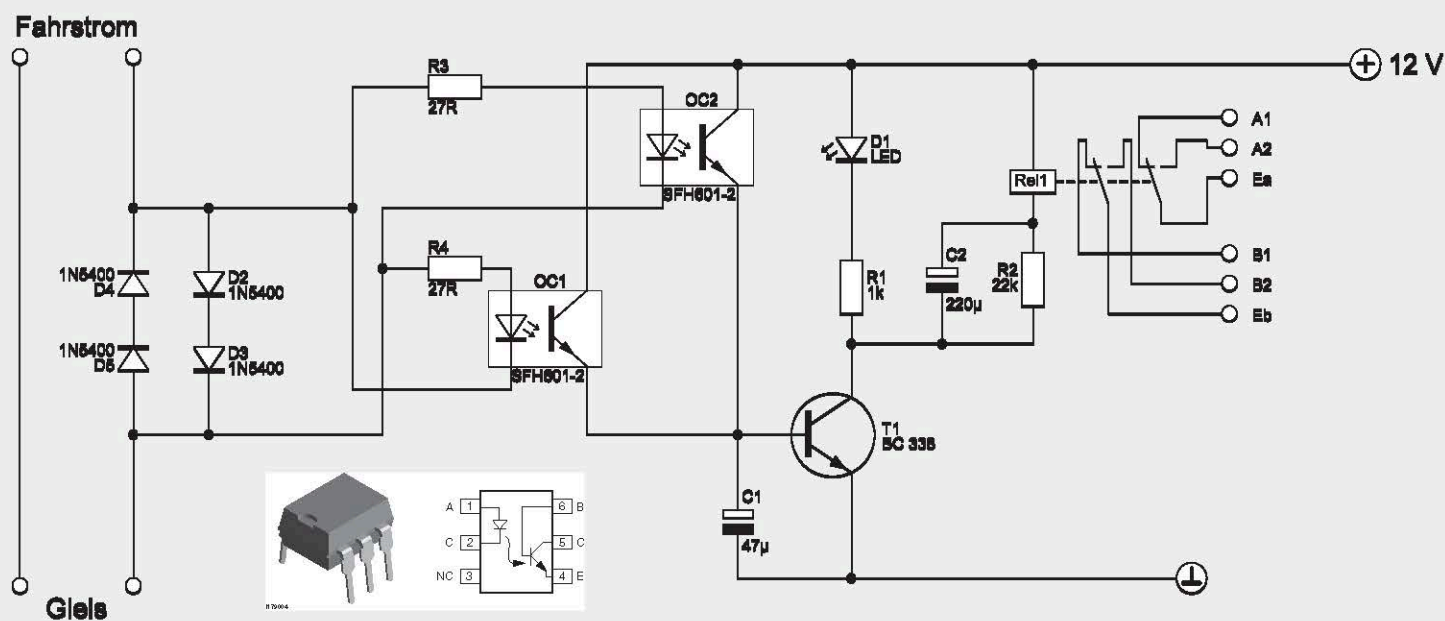 Fahrstrom
12 V
R3
27R
OC2
SFH601-2
D1
LED
A1
A2
Ea
Rel1
R4
27R
OC1
SFH601-2
1N5400
D4
D2
1N5400
1N5400
D5
D3
1N5400
R1
1k
C2
220µ
R2
22k
B1
B2
Eb
T1
BC 338
C1
47µ
A 1
C 2
NC 3
6 B
5 C
4 E
Gleis